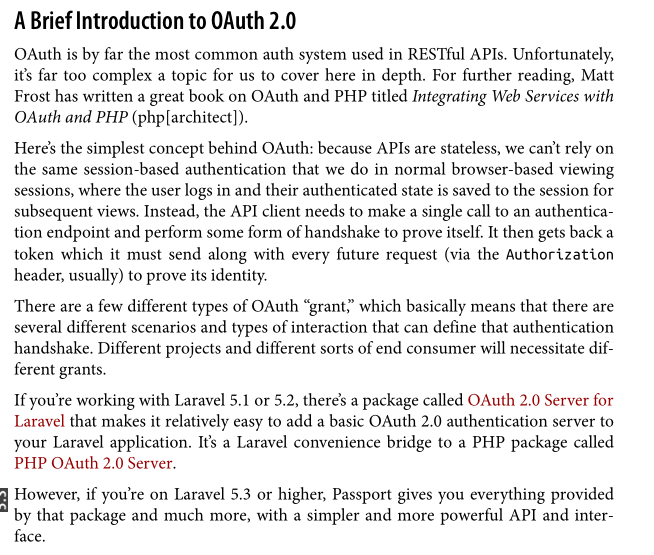 A Brief Introduction to OAuth 2.0
OAuth is by far the most common auth system used in RESTful APIs. Unfortunately,
it’s far too complex a topic for us to cover here in depth. For further reading, Matt
Frost has written a great book on OAuth and PHP titled Integrating Web Services with
OAuth and PHP (php[architect]).
Here’s the simplest concept behind OAuth: because APIs are stateless, we can’t rely on
the same session-based authentication that we do in normal browser-based viewing
sessions, where the user logs in and their authenticated state is saved to the session for
subsequent views. Instead, the API client needs to make a single call to an authentica-
tion endpoint and perform some form of handshake to prove itself. It then gets back a
token which it must send along with every future request (via the Authorization
header, usually) to prove its identity.
There are a few different types of OAuth “grant,” which basically means that there are
several different scenarios and types of interaction that can define that authentication
handshake. Different projects and different sorts of end consumer will necessitate dif-
ferent grants.
If you’re working with Laravel 5.1 or 5.2, there’s a package called OAuth 2.0 Server for
Laravel that makes it relatively easy to add a basic OAuth 2.0 authentication server to
your Laravel application. It’s a Laravel convenience bridge to a PHP package called
PHP OAuth 2.0 Server.
5.3
However, if you’re on Laravel 5.3 or higher, Passport gives you everything provided
by that package and much more, with a simpler and more powerful API and inter-
face.